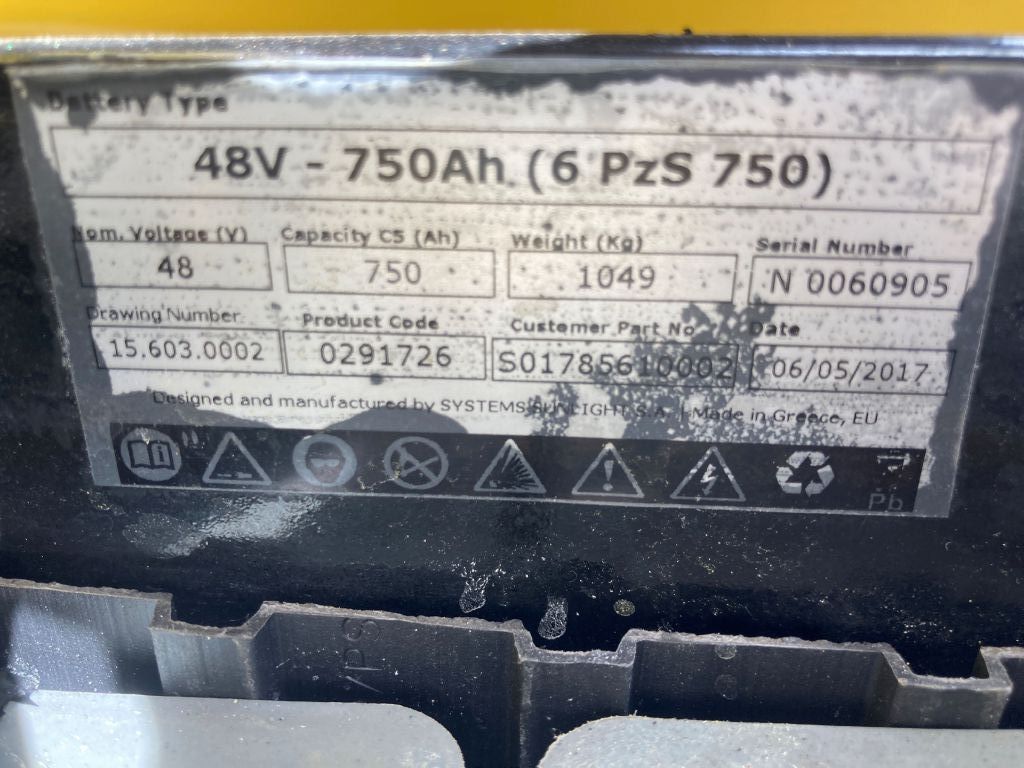 Battery Type
48V - 750Ah (6 PzS 750)
Nom. Voltage (V) Capacity C5 (Ah) Weight (Kg) Serial Number
48 750 1049 N 0060905
Drawing Number Product Code Customer Part No Date
15.603.0002 0291726 S01785610002 06/05/2017
Designed and manufactured by SYSTEMS SUNLIGHT S.A. | Made in Greece, EU
Pb